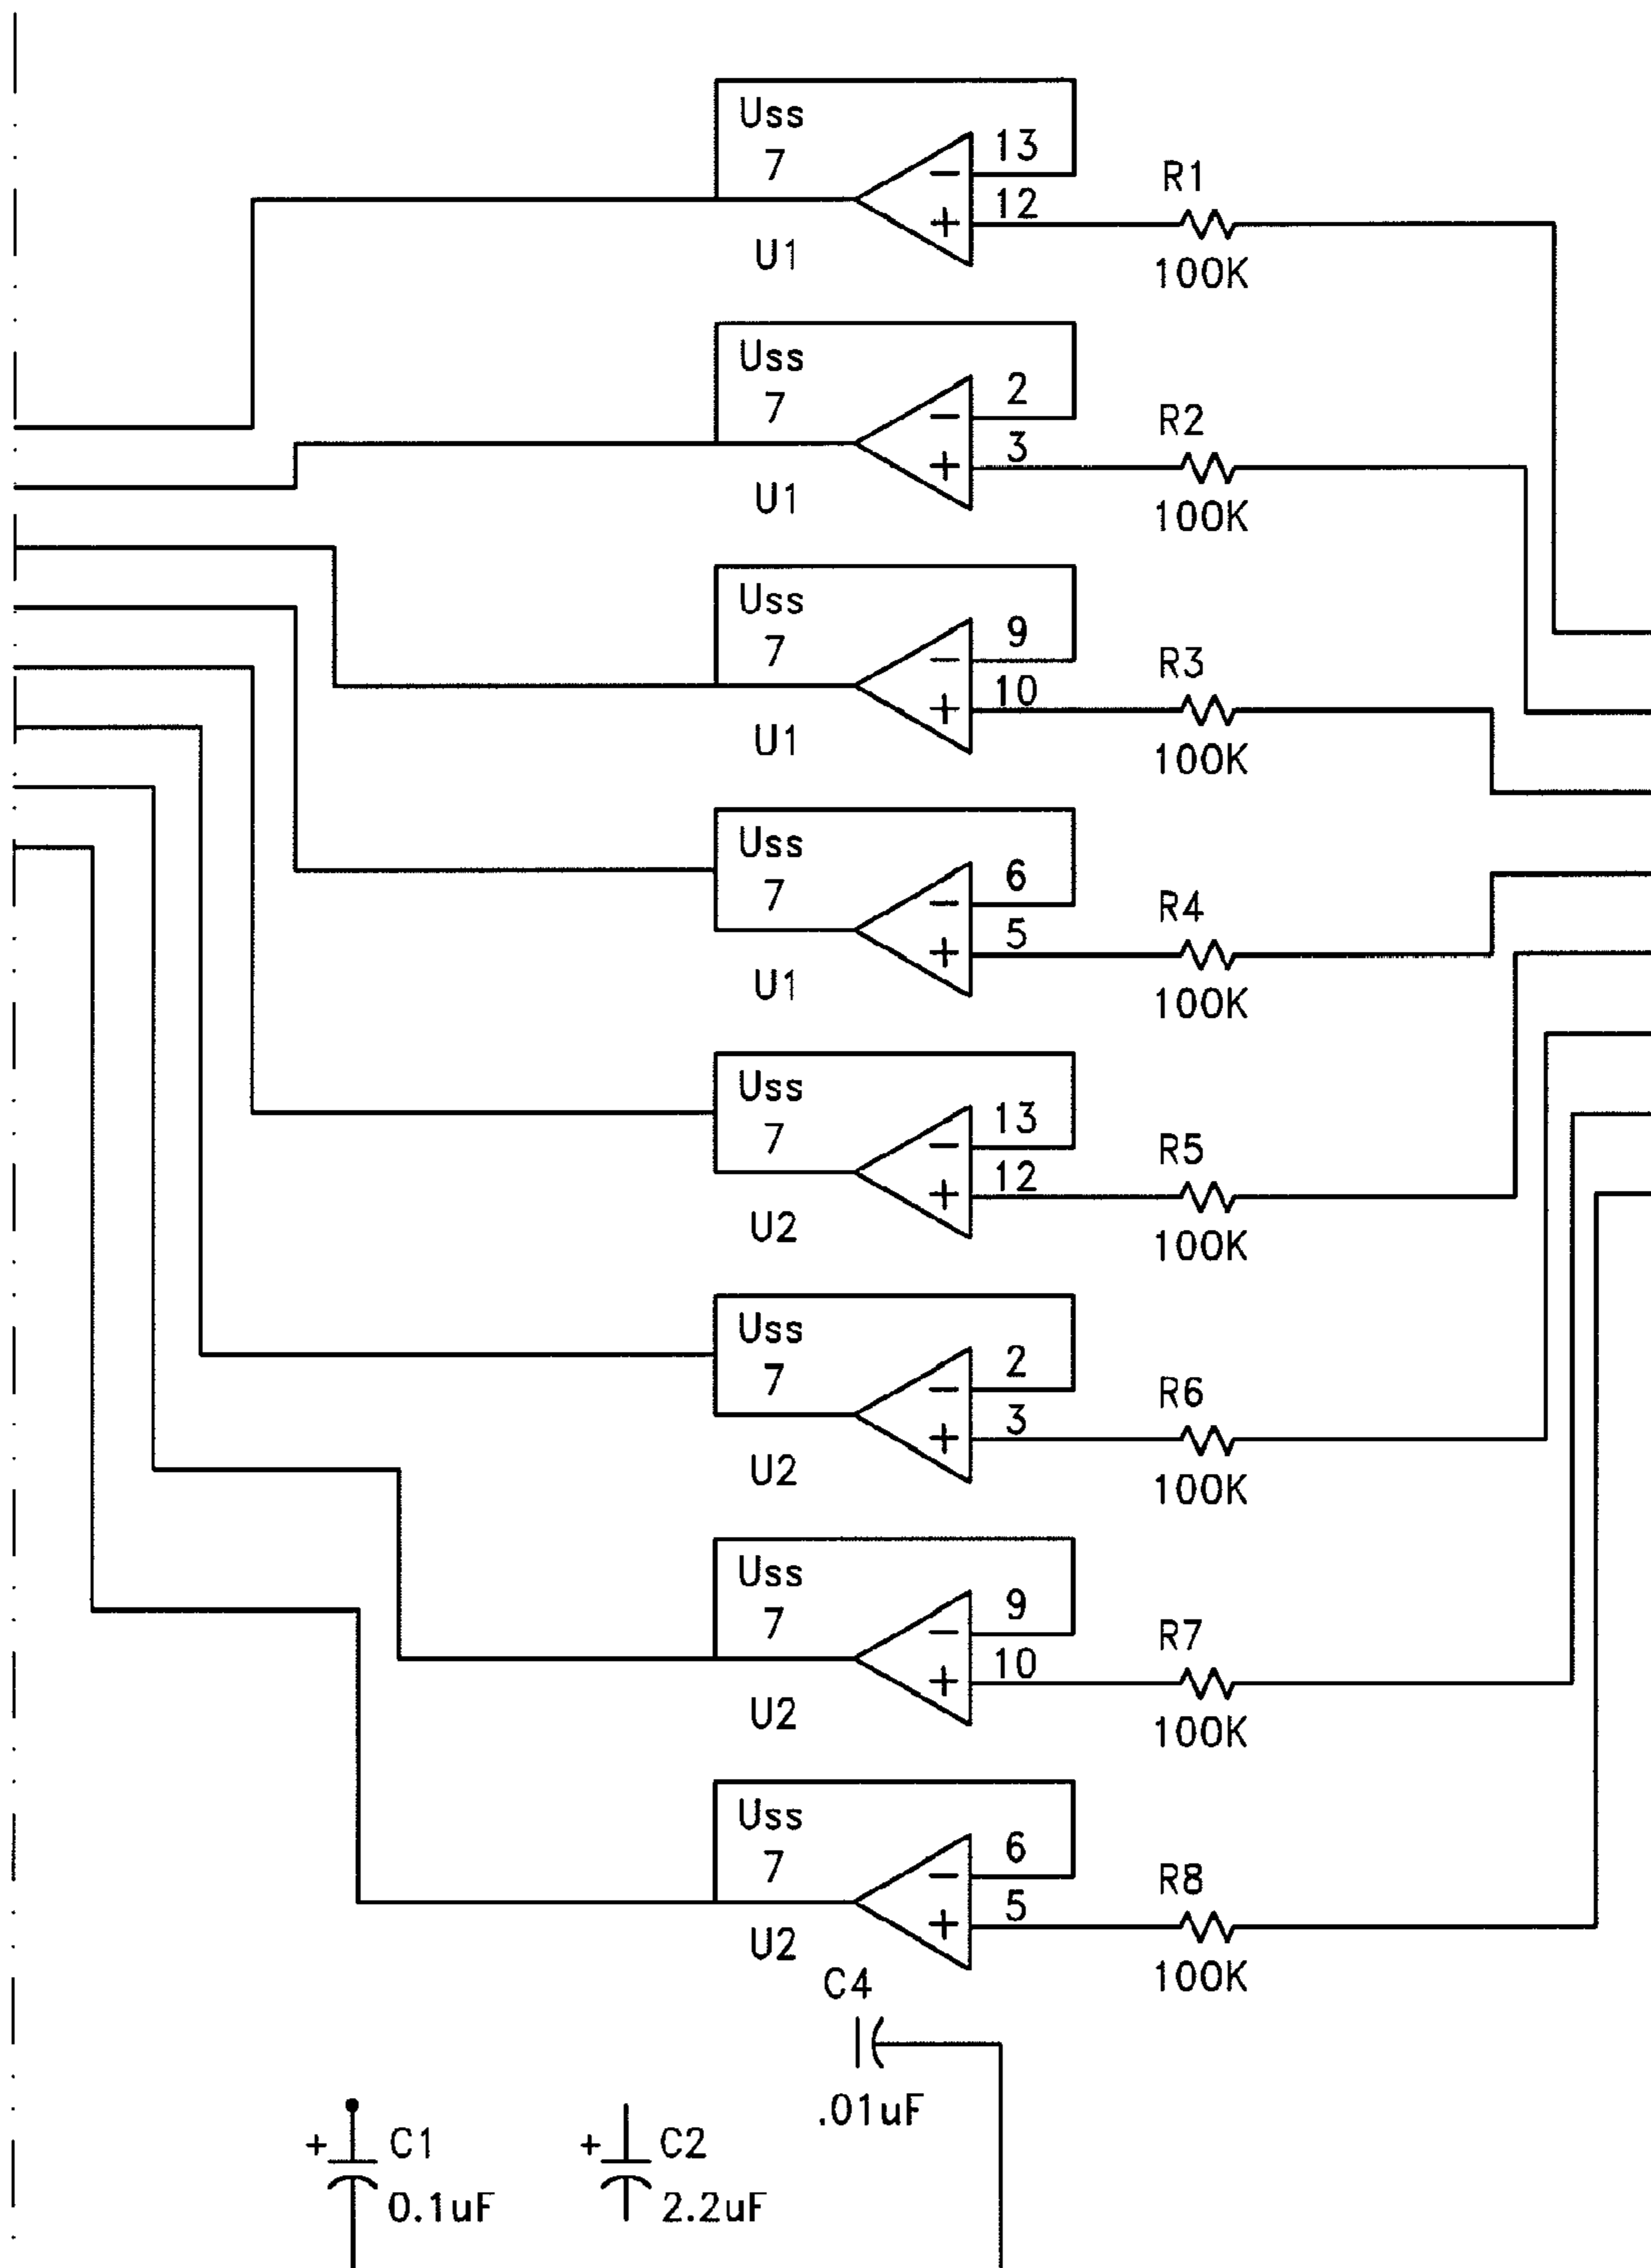 Uss
7
13
12
−
+
U1
R1
100K
Uss
7
2
3
−
+
U1
R2
100K
Uss
7
9
10
−
+
U1
R3
100K
Uss
7
6
5
−
+
U1
R4
100K
Uss
7
13
12
−
+
U2
R5
100K
Uss
7
2
3
−
+
U2
R6
100K
Uss
7
9
10
−
+
U2
R7
100K
Uss
7
6
5
−
+
U2
R8
100K
C4
.01uF
+ C1
0.1uF
+ C2
2.2uF